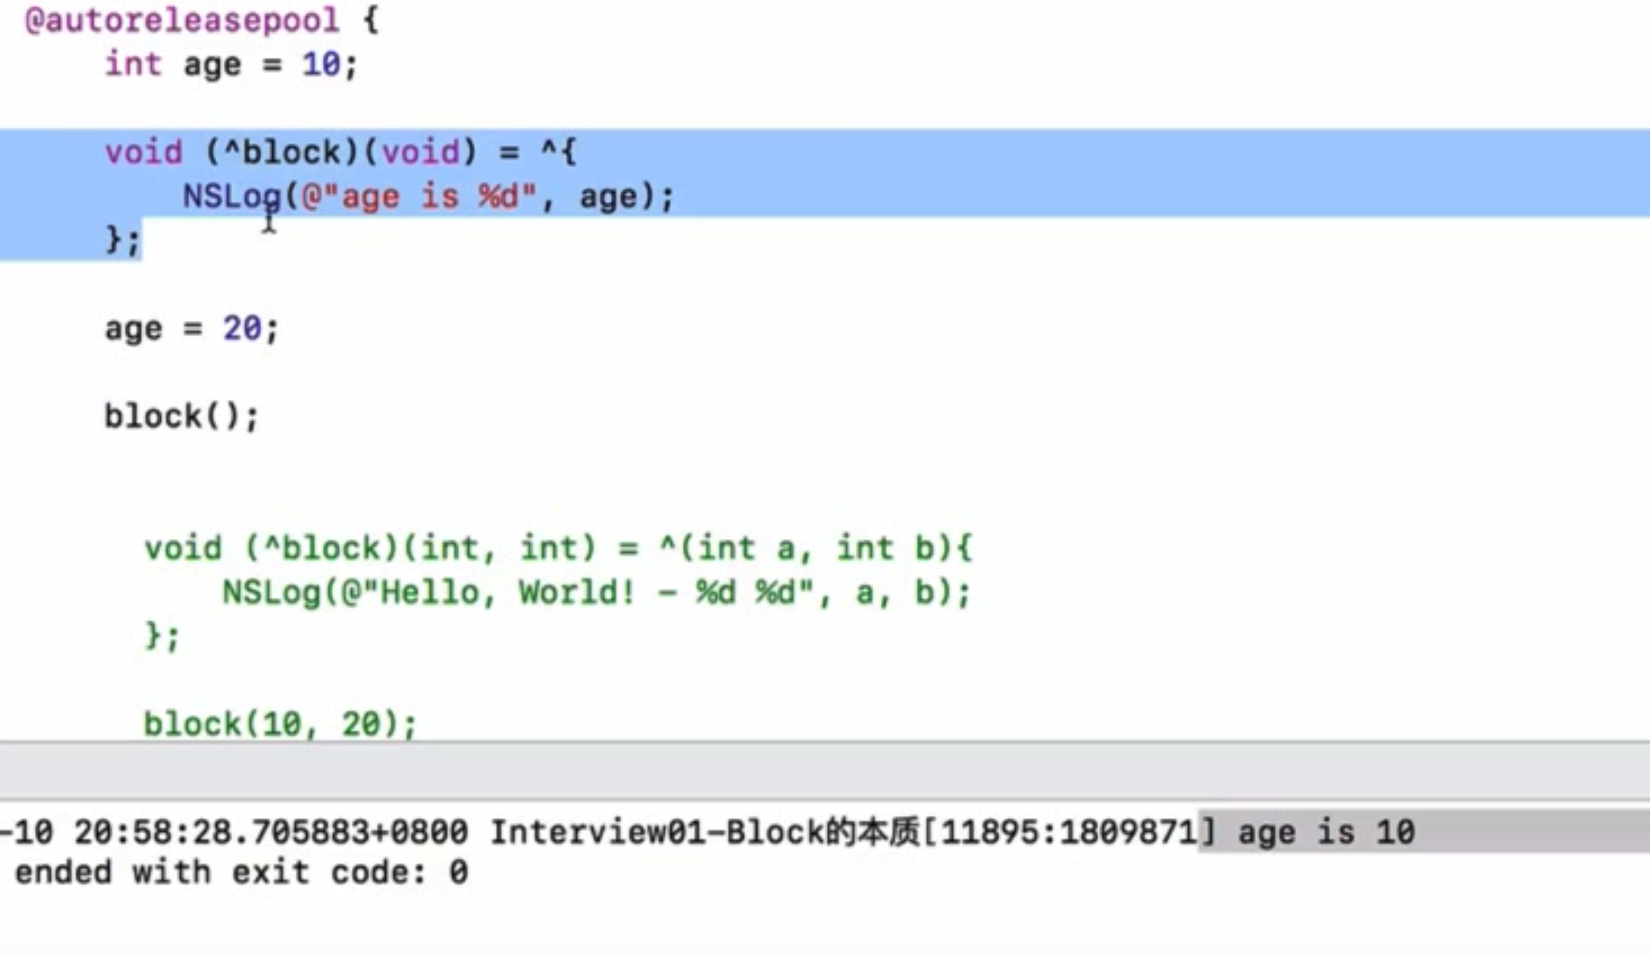 @autoreleasepool {
int age = 10;
void (^block)(void) = ^{
NSLog(@"age is %d", age);
};
age = 20;
block();
void (^block)(int, int) = ^(int a, int b){
NSLog(@"Hello, World! - %d %d", a, b);
};
block(10, 20);
-10 20:58:28.705883+0800 Interview01-Block的本质[11895:1809871] age is 10
ended with exit code: 0